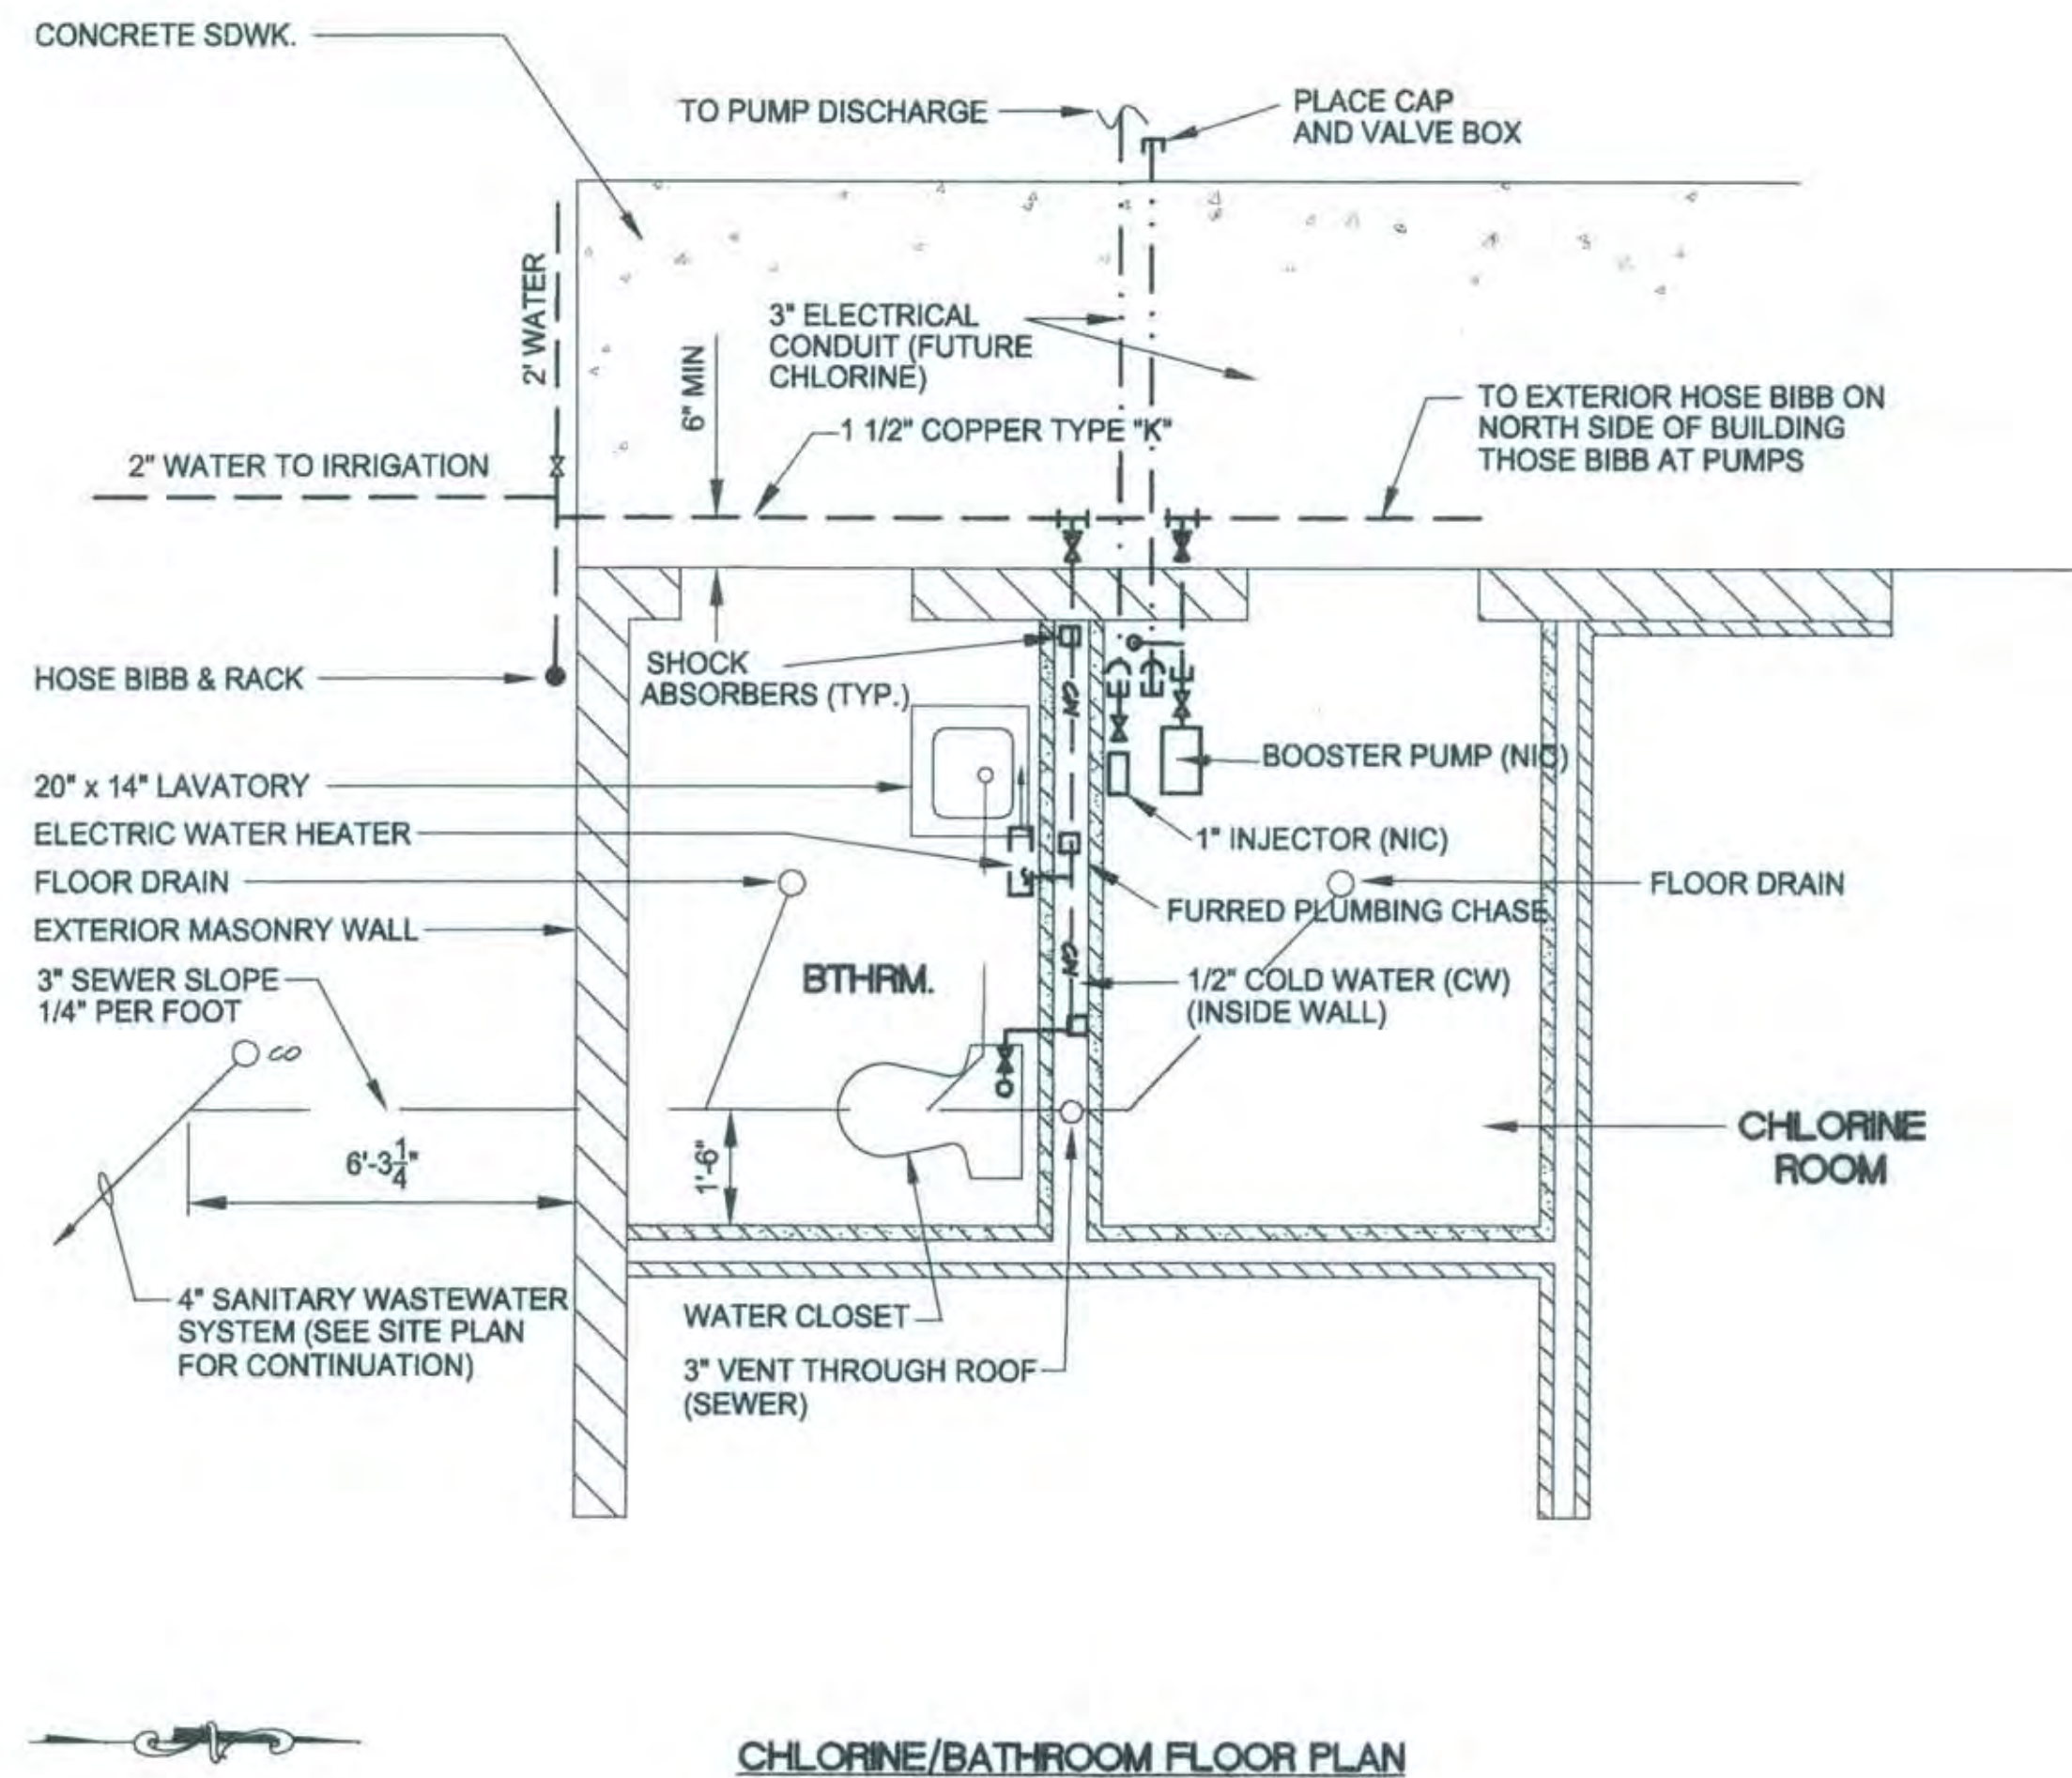 CONCRETE SDWK.
TO PUMP DISCHARGE
PLACE CAP
AND VALVE BOX
2' WATER
3" ELECTRICAL
CONDUIT (FUTURE
CHLORINE)
6" MIN
1 1/2" COPPER TYPE "K"
TO EXTERIOR HOSE BIBB ON
NORTH SIDE OF BUILDING
THOSE BIBB AT PUMPS
2" WATER TO IRRIGATION
HOSE BIBB & RACK
SHOCK
ABSORBERS (TYP.)
CW
BOOSTER PUMP (NIC)
20" x 14" LAVATORY
ELECTRIC WATER HEATER
1" INJECTOR (NIC)
FLOOR DRAIN
FLOOR DRAIN
FURRED PLUMBING CHASE
EXTERIOR MASONRY WALL
CW
BTHRM.
3" SEWER SLOPE
1/4" PER FOOT
1/2" COLD WATER (CW)
(INSIDE WALL)
CO
CHLORINE
ROOM
6'-3 1/4"
1'-6"
4" SANITARY WASTEWATER
SYSTEM (SEE SITE PLAN
FOR CONTINUATION)
WATER CLOSET
3" VENT THROUGH ROOF
(SEWER)
CHLORINE/BATHROOM FLOOR PLAN